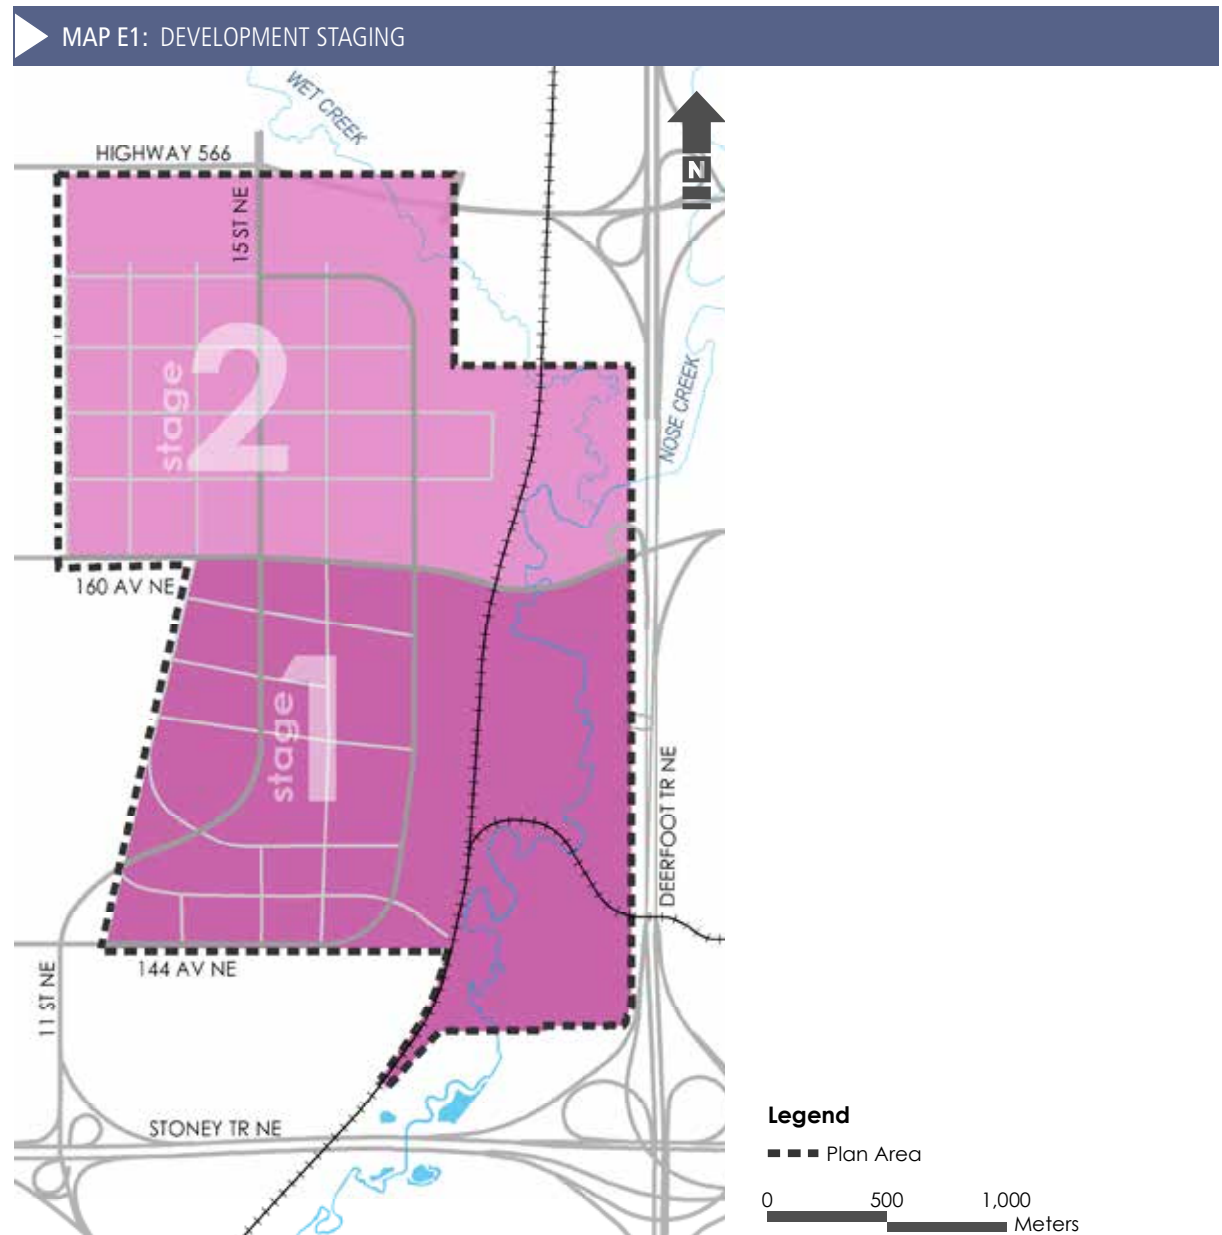 MAP E1: DEVELOPMENT STAGING
WET CREEK
HIGHWAY 566
N
15 ST NE
stage 2
NOSE CREEK
160 AV NE
stage 1
DEERFOOT TR NE
144 AV NE
11 ST NE
STONEY TR NE
Legend
Plan Area
0 500 1,000
Meters